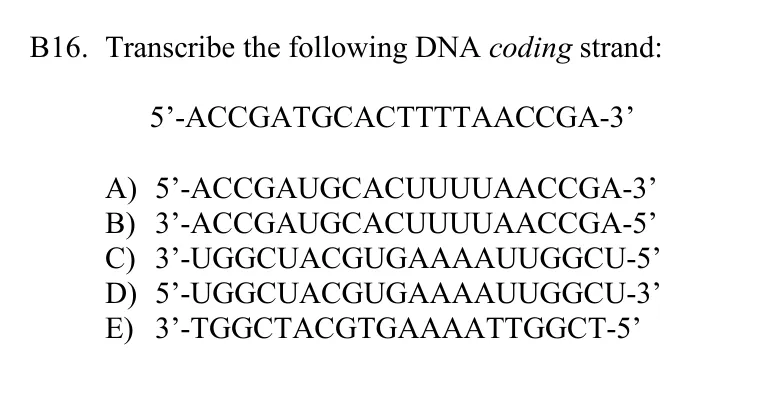 B16. Transcribe the following DNA coding strand:
5’-ACCGATGCACTTTTAACCGA-3’
A) 5’-ACCGAUGCACUUUUAACCGA-3’
B) 3’-ACCGAUGCACUUUUAACCGA-5’
C) 3’-UGGCUACGUGAAAAUUGGCU-5’
D) 5’-UGGCUACGUGAAAAUUGGCU-3’
E) 3’-TGGCTACGTGAAAATTGGCT-5’